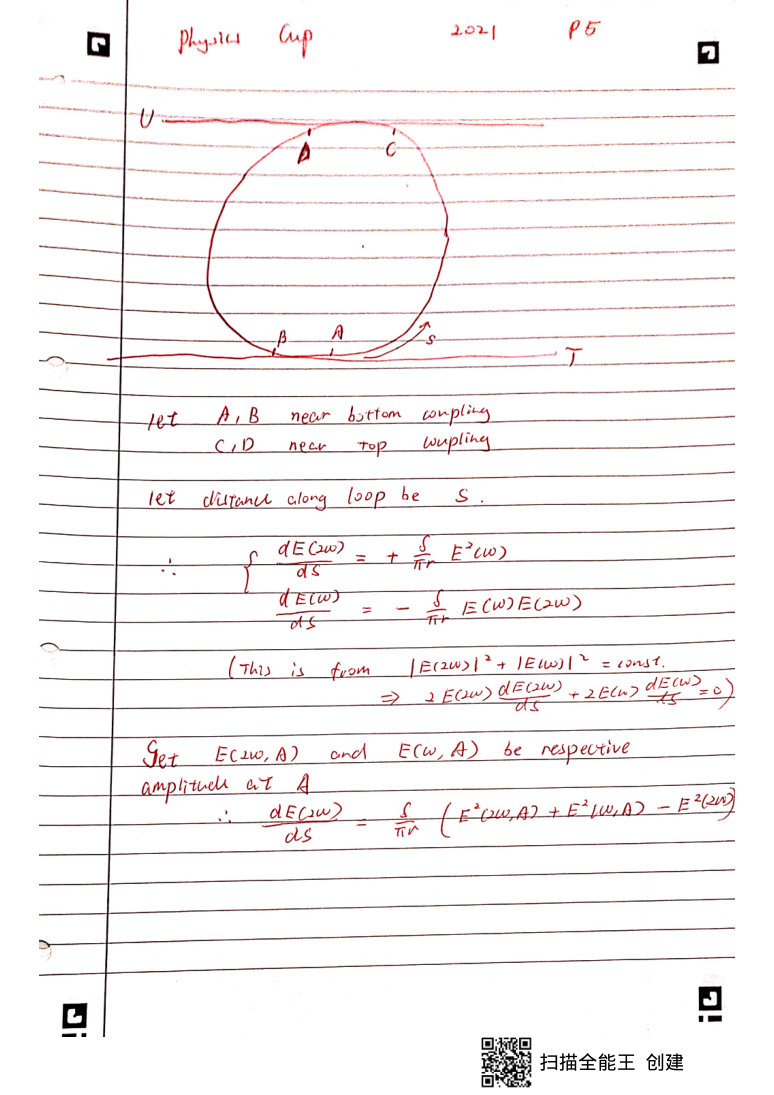 Physics Cup 2021 P5
U
D C
B A
S
T
let A, B near bottom coupling
C, D near top coupling
let distance along loop be S.
∴ { dE(2ω)/ds = + δ/πr E²(ω)
dE(ω)/ds = - δ/πr E(ω)E(2ω)
(This is from |E(2ω)|² + |E(ω)|² = const.
⇒ 2E(2ω) dE(2ω)/ds + 2E(ω) dE(ω)/ds = 0)
Set E(2ω,A) and E(ω,A) be respective
amplitude at A
∴ dE(2ω)/ds = δ/πr (E²(2ω,A) + E²(ω,A) - E²(2ω))
扫描全能王 创建